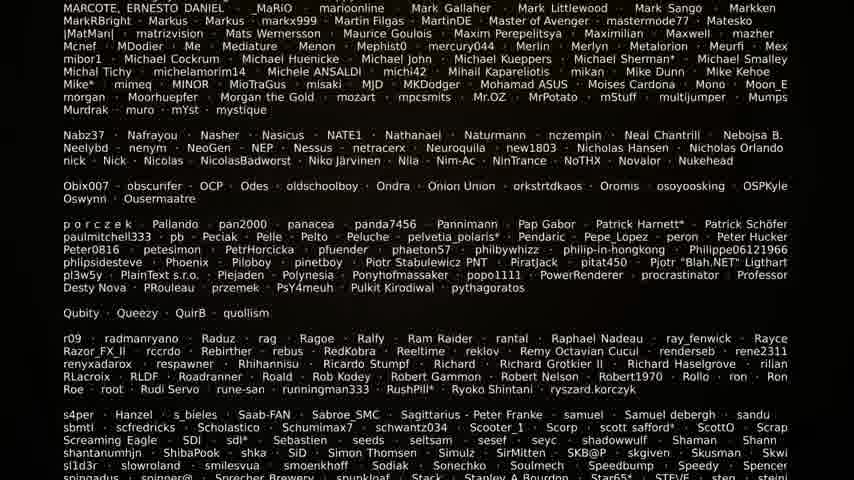 MARCOTE, ERNESTO DANIEL · _MaRiO · marioonline · Mark Gallaher · Mark Littlewood · Mark Sango · Markken
MarkRBright · Markus · Markus · markx999 · Martin Filgas · MartinDE · Master of Avenger · mastermode77 · Matesko
|MatMan| · matrizvision · Mats Wernersson · Maurice Goulois · Maxim Perepelitsya · Maximilian · Maxwell · mazher
Mcnef · MDodier · Me · Mediature · Menon · Mephist0 · mercury044 · Merlin · Merlyn · Metalorion · Meurfi · Mex
mibor1 · Michael Cockrum · Michael Huenicke · Michael John · Michael Kueppers · Michael Sherman* · Michael Smalley
Michal Tichy · michelamorim14 · Michele ANSALDI · michi42 · Mihail Kapareliotis · mikan · Mike Dunn · Mike Kehoe
Mike* · mimeq · MINOR · MioTraGus · misaki · MJD · MKDodger · Mohamad ASUS · Moises Cardona · Mono · Moon_E
morgan · Moorhuepfer · Morgan the Gold · mozart · mpcsmits · Mr.OZ · MrPotato · mStuff · multijumper · Mumps
Murdrak · muro · mYst · mystique
Nabz37 · Nafrayou · Nasher · Nasicus · NATE1 · Nathanael · Naturmann · nczempin · Neal Chantrill · Nebojsa B.
Neelybd · nenym · NeoGen · NEP · Nessus · netracerx · Neuroquila · new1803 · Nicholas Hansen · Nicholas Orlando
nick · Nick · Nicolas · NicolasBadworst · Niko Järvinen · Nila · Nim-Ac · NinTrance · NoTHX · Novalor · Nukehead
Obix007 · obscurifer · OCP · Odes · oldschoolboy · Ondra · Onion Union · orkstrtdkaos · Oromis · osoyoosking · OSPKyle
Oswynn · Ousermaatre
p o r c z e k · Pallando · pan2000 · panacea · panda7456 · Pannimann · Pap Gabor · Patrick Harnett* · Patrick Schöfer
paulmitchell333 · pb · Peciak · Pelle · Pelto · Peluche · pelvetia_polaris* · Pendaric · Pepe_Lopez · peron · Peter Hucker
Peter0816 · petesimon · PetrHorcicka · pfuender · phaeton57 · philbywhizz · philip-in-hongkong · Philippe06121966
phlipsidesteve · Phoenix · Piloboy · pinetboy · Piotr Stabulewicz PNT · PiratJack · pitat450 · Pjotr "Blah.NET" Ligthart
pl3w5y · PlainText s.r.o. · Plejaden · Polynesia · Ponyhofmassaker · popo1111 · PowerRenderer · procrastinator · Professor
Desty Nova · PRouleau · przemek · PsY4meuh · Pulkit Kirodiwal · pythagoratos
Qubity · Queezy · QuirB · quollism
r09 · radmanryano · Raduz · rag · Ragoe · Ralfy · Ram Raider · rantal · Raphael Nadeau · ray_fenwick · Rayce
Razor_FX_II · rccrdo · Rebirther · rebus · RedKobra · Reeltime · reklov · Remy Octavian Cucul · renderseb · rene2311
renyxadarox · respawner · Rhihannisu · Ricardo Stumpf · Richard · Richard Grotkier II · Richard Haselgrove · rilian
RLacroix · RLDF · Roadranner · Roald · Rob Kodey · Robert Gammon · Robert Nelson · Robert1970 · Rollo · ron · Ron
Roe · root · Rudi Servo · rune-san · runningman333 · RushPill* · Ryoko Shintani · ryszard.korczyk
s4per · Hanzel · s_bieles · Saab-FAN · Sabroe_SMC · Sagittarius - Peter Franke · samuel · Samuel debergh · sandu
sbmtl · scfredricks · Scholastico · Schumimax7 · schwantz034 · Scooter_1 · Scorp · scott safford* · ScottO · Scrap
Screaming Eagle · SDI · sdl* · Sebastien · seeds · seltsam · sesef · seyc · shadowwulf · Shaman · Shann
shantanumhjn · ShibaPook · shka · SiD · Simon Thomsen · Simulz · SirMitten · SKB@P · skgiven · Skusman · Skwi
sl1d3r · slowroland · smilesvua · smoenkhoff · Sodiak · Sonechko · Soulmech · Speedbump · Speedy · Spencer
spingadus · spinner@ · Sprecher Brewery · spunkloaf · Stack · Stanley A Bourdon · Star65* · STEVE · sten · steini